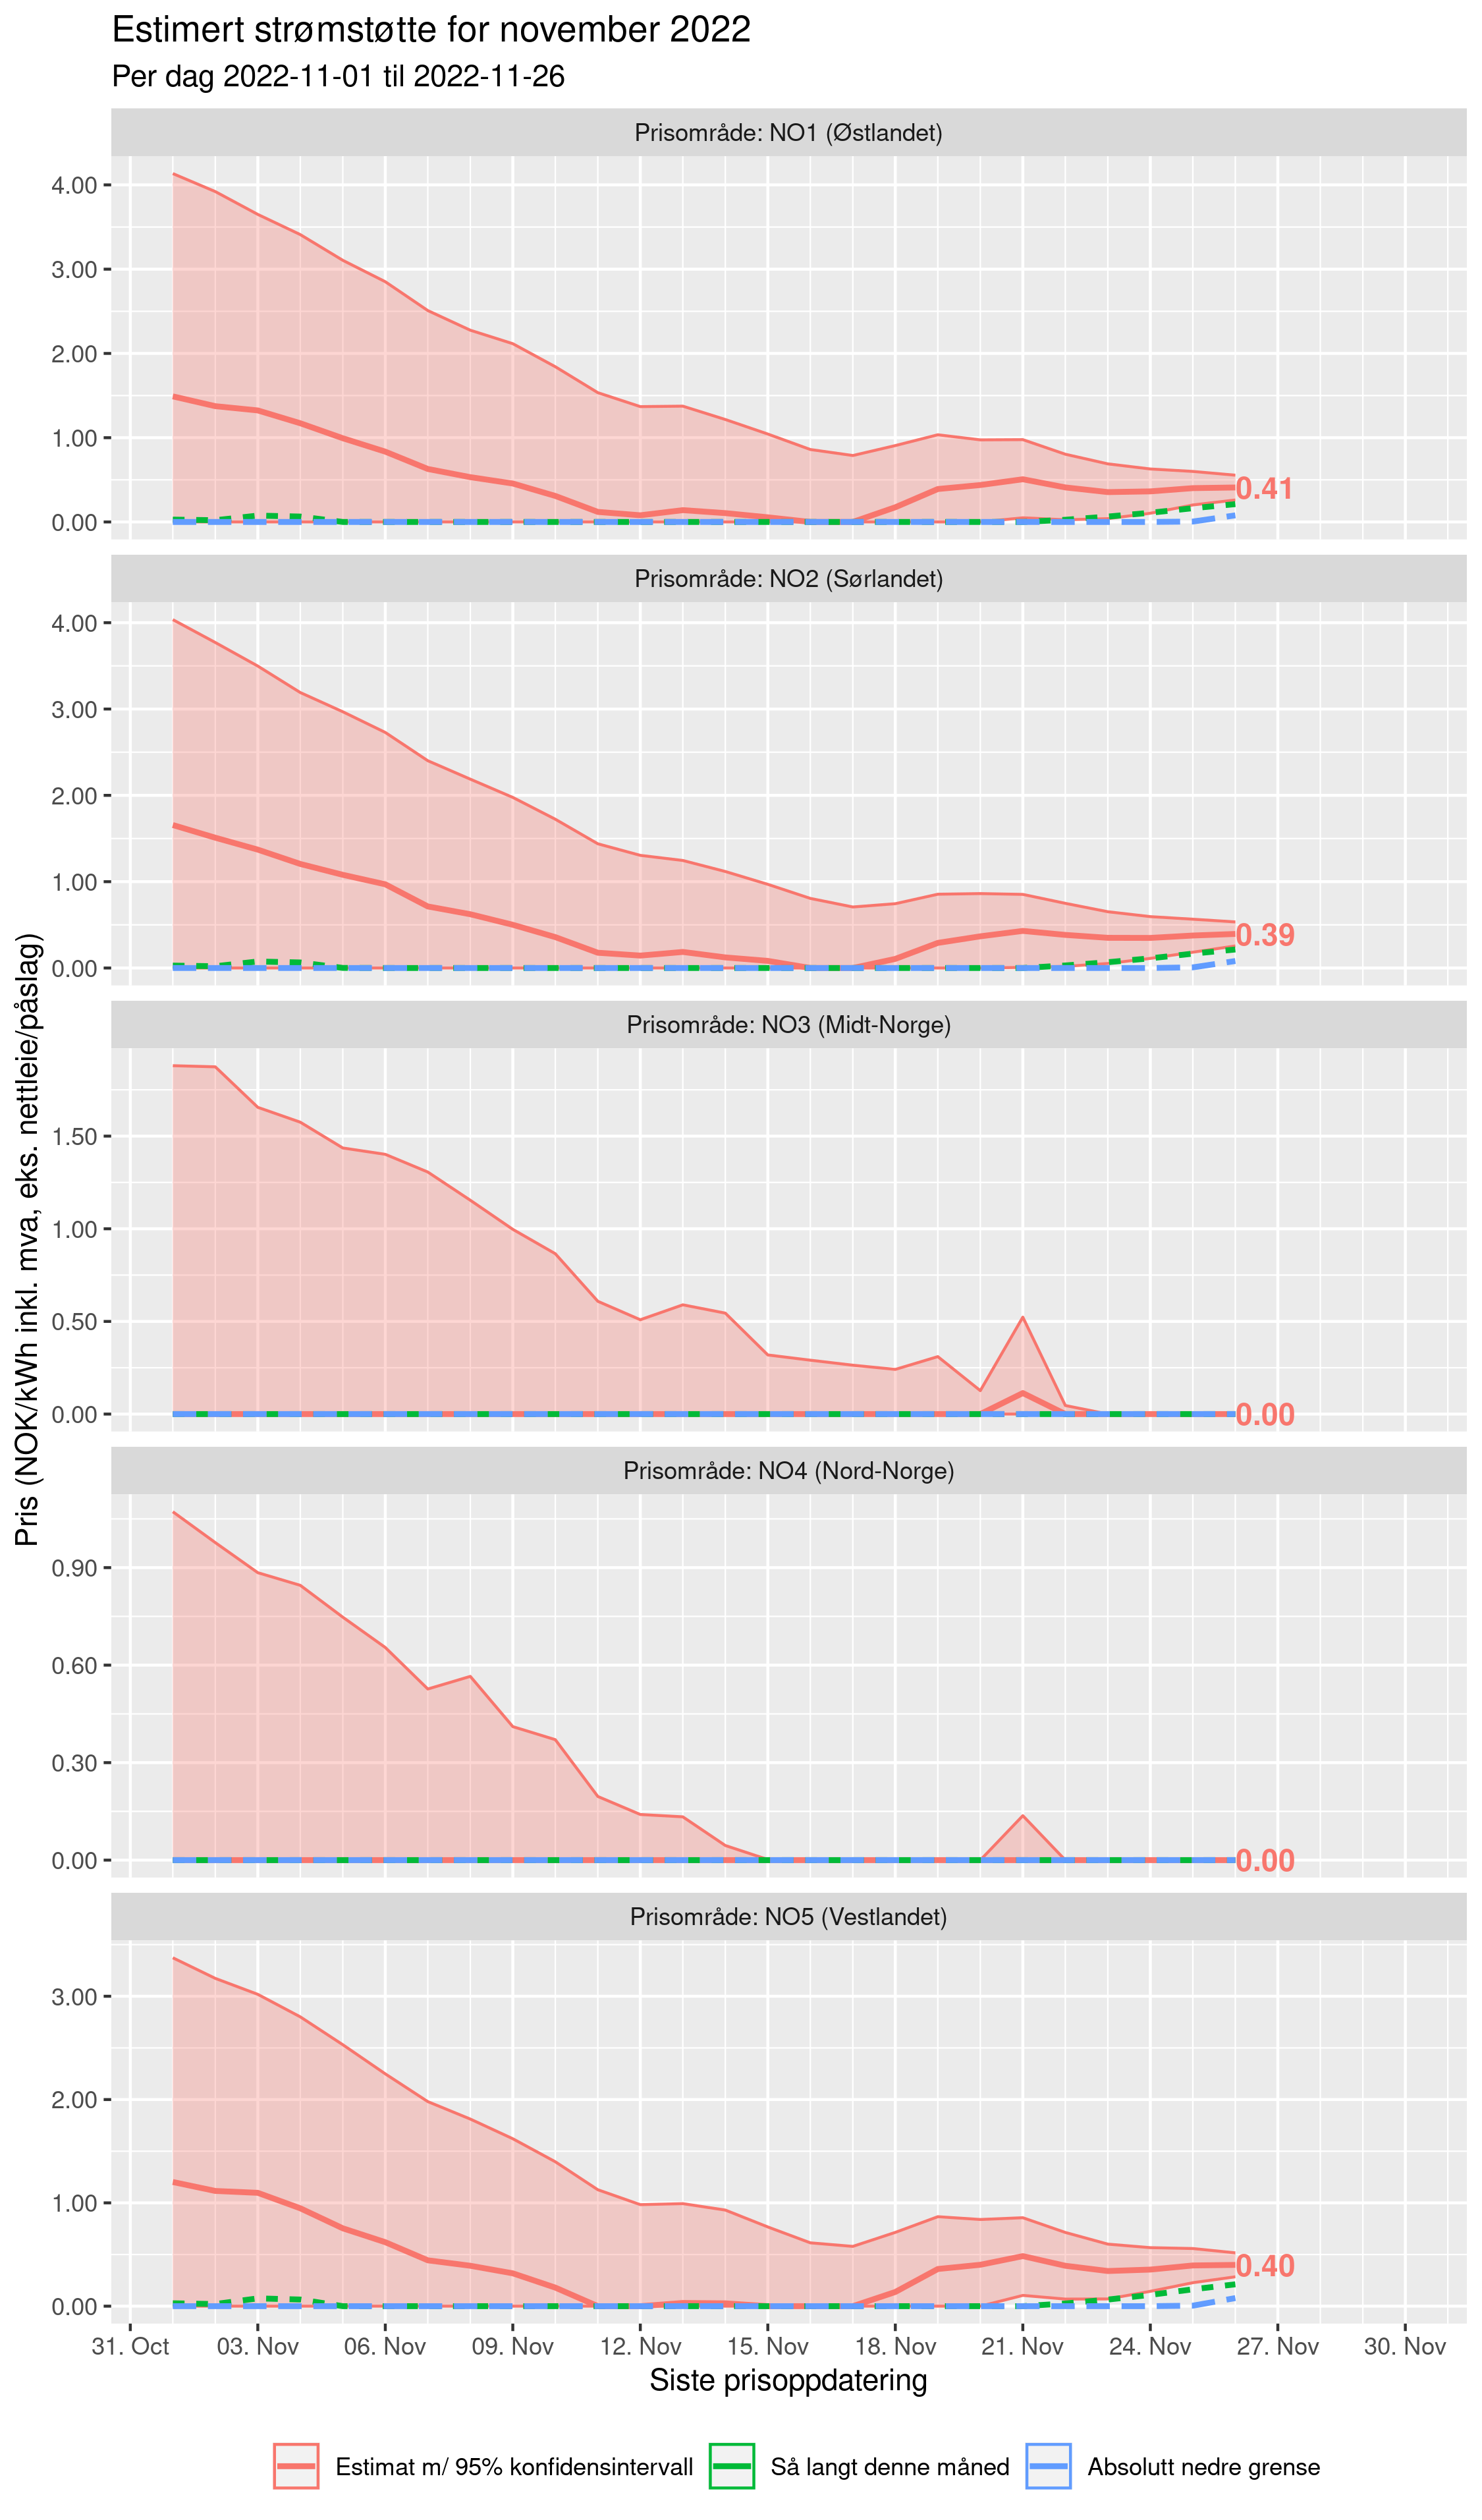 Estimert strømstøtte for november 2022
Per dag 2022-11-01 til 2022-11-26
Prisområde: NO1 (Østlandet)
4.00
3.00
2.00
1.00
0.00
0.41
Prisområde: NO2 (Sørlandet)
4.00
3.00
2.00
1.00
0.00
0.39
Prisområde: NO3 (Midt-Norge)
1.50
1.00
0.50
0.00
0.00
Prisområde: NO4 (Nord-Norge)
0.90
0.60
0.30
0.00
0.00
Prisområde: NO5 (Vestlandet)
3.00
2.00
1.00
0.00
0.40
Pris (NOK/kWh inkl. mva, eks. nettleie/påslag)
31. Oct 03. Nov 06. Nov 09. Nov 12. Nov 15. Nov 18. Nov 21. Nov 24. Nov 27. Nov 30. Nov
Siste prisoppdatering
Estimat m/ 95% konfidensintervall Så langt denne måned Absolutt nedre grense